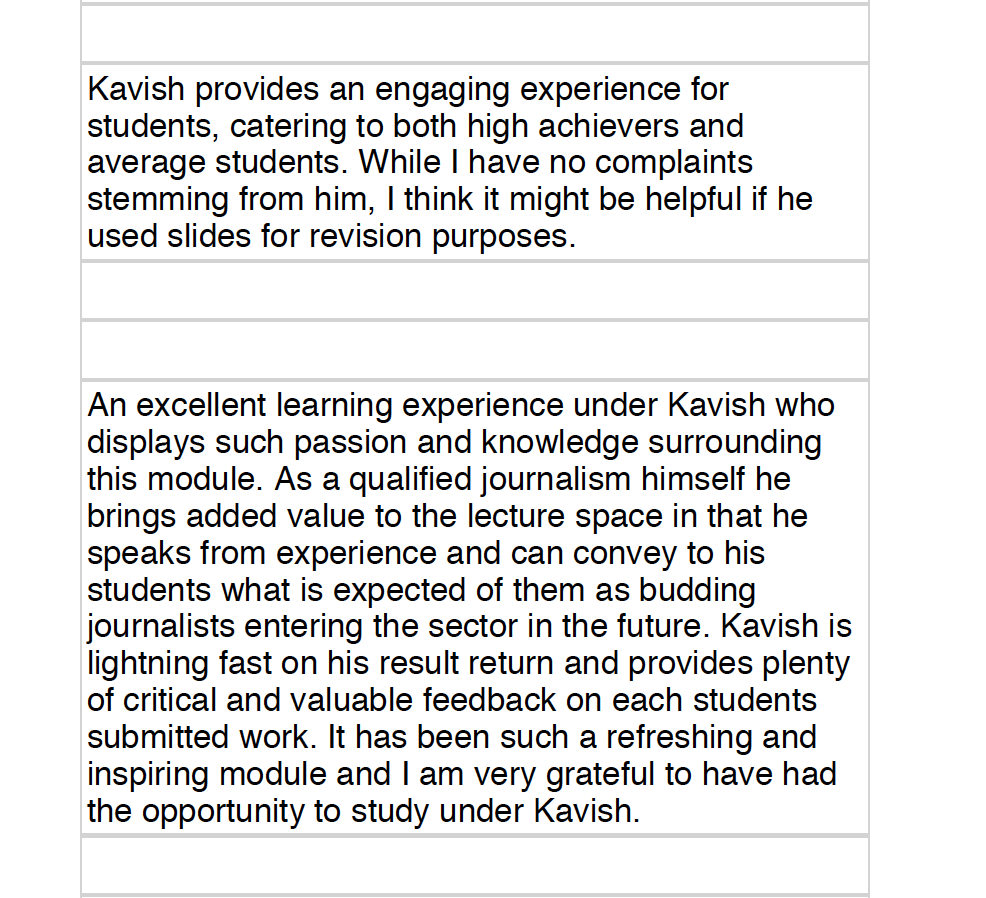 Kavish provides an engaging experience for
students, catering to both high achievers and
average students. While I have no complaints
stemming from him, I think it might be helpful if he
used slides for revision purposes.
An excellent learning experience under Kavish who
displays such passion and knowledge surrounding
this module. As a qualified journalism himself he
brings added value to the lecture space in that he
speaks from experience and can convey to his
students what is expected of them as budding
journalists entering the sector in the future. Kavish is
lightning fast on his result return and provides plenty
of critical and valuable feedback on each students
submitted work. It has been such a refreshing and
inspiring module and I am very grateful to have had
the opportunity to study under Kavish.